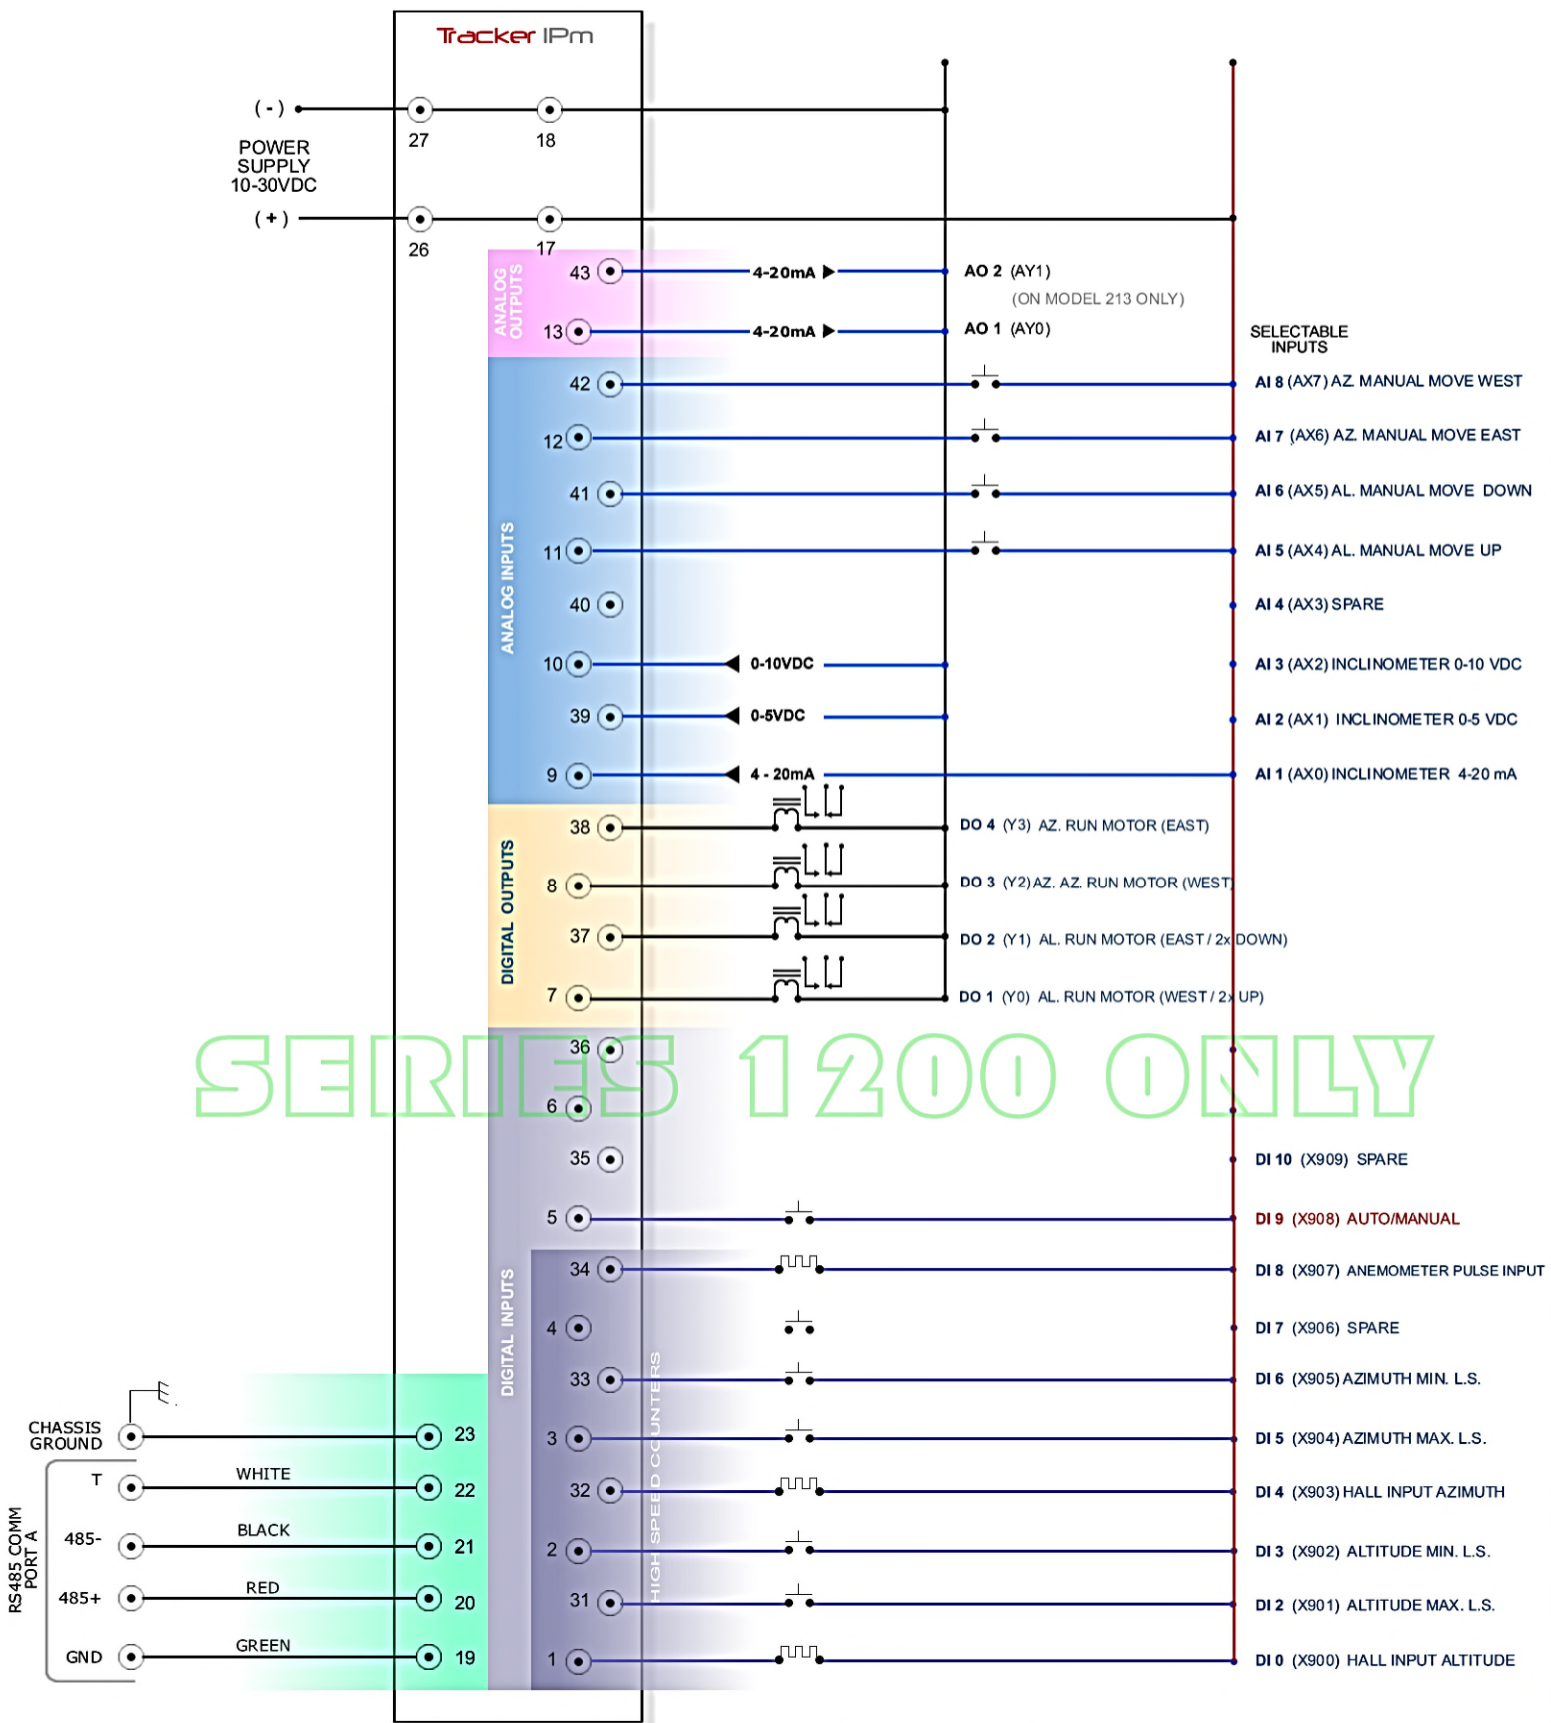 Tracker IPm
(-)
27
18
POWER
SUPPLY
10-30VDC
(+)
26
17
ANALOG
OUTPUTS
43
4-20mA
AO 2 (AY1)
(ON MODEL 213 ONLY)
13
4-20mA
AO 1 (AY0)
SELECTABLE
INPUTS
ANALOG INPUTS
42
AI 8 (AX7) AZ. MANUAL MOVE WEST
12
AI 7 (AX6) AZ. MANUAL MOVE EAST
41
AI 6 (AX5) AL. MANUAL MOVE DOWN
11
AI 5 (AX4) AL. MANUAL MOVE UP
40
AI 4 (AX3) SPARE
10
0-10VDC
AI 3 (AX2) INCLINOMETER 0-10 VDC
39
0-5VDC
AI 2 (AX1) INCLINOMETER 0-5 VDC
9
4 - 20mA
AI 1 (AX0) INCLINOMETER 4-20 mA
DIGITAL OUTPUTS
38
DO 4 (Y3) AZ. RUN MOTOR (EAST)
8
DO 3 (Y2) AZ. AZ. RUN MOTOR (WEST)
37
DO 2 (Y1) AL. RUN MOTOR (EAST / 2x DOWN)
7
DO 1 (Y0) AL. RUN MOTOR (WEST / 2x UP)
SERIES 1200 ONLY
36
6
35
DI 10 (X909) SPARE
5
DI 9 (X908) AUTO/MANUAL
DIGITAL INPUTS
HIGH SPEED COUNTERS
34
DI 8 (X907) ANEMOMETER PULSE INPUT
4
DI 7 (X906) SPARE
33
DI 6 (X905) AZIMUTH MIN. L.S.
3
DI 5 (X904) AZIMUTH MAX. L.S.
32
DI 4 (X903) HALL INPUT AZIMUTH
2
DI 3 (X902) ALTITUDE MIN. L.S.
31
DI 2 (X901) ALTITUDE MAX. L.S.
1
DI 0 (X900) HALL INPUT ALTITUDE
CHASSIS
GROUND
23
RS485 COMM
PORT A
T
WHITE
22
485-
BLACK
21
485+
RED
20
GND
GREEN
19